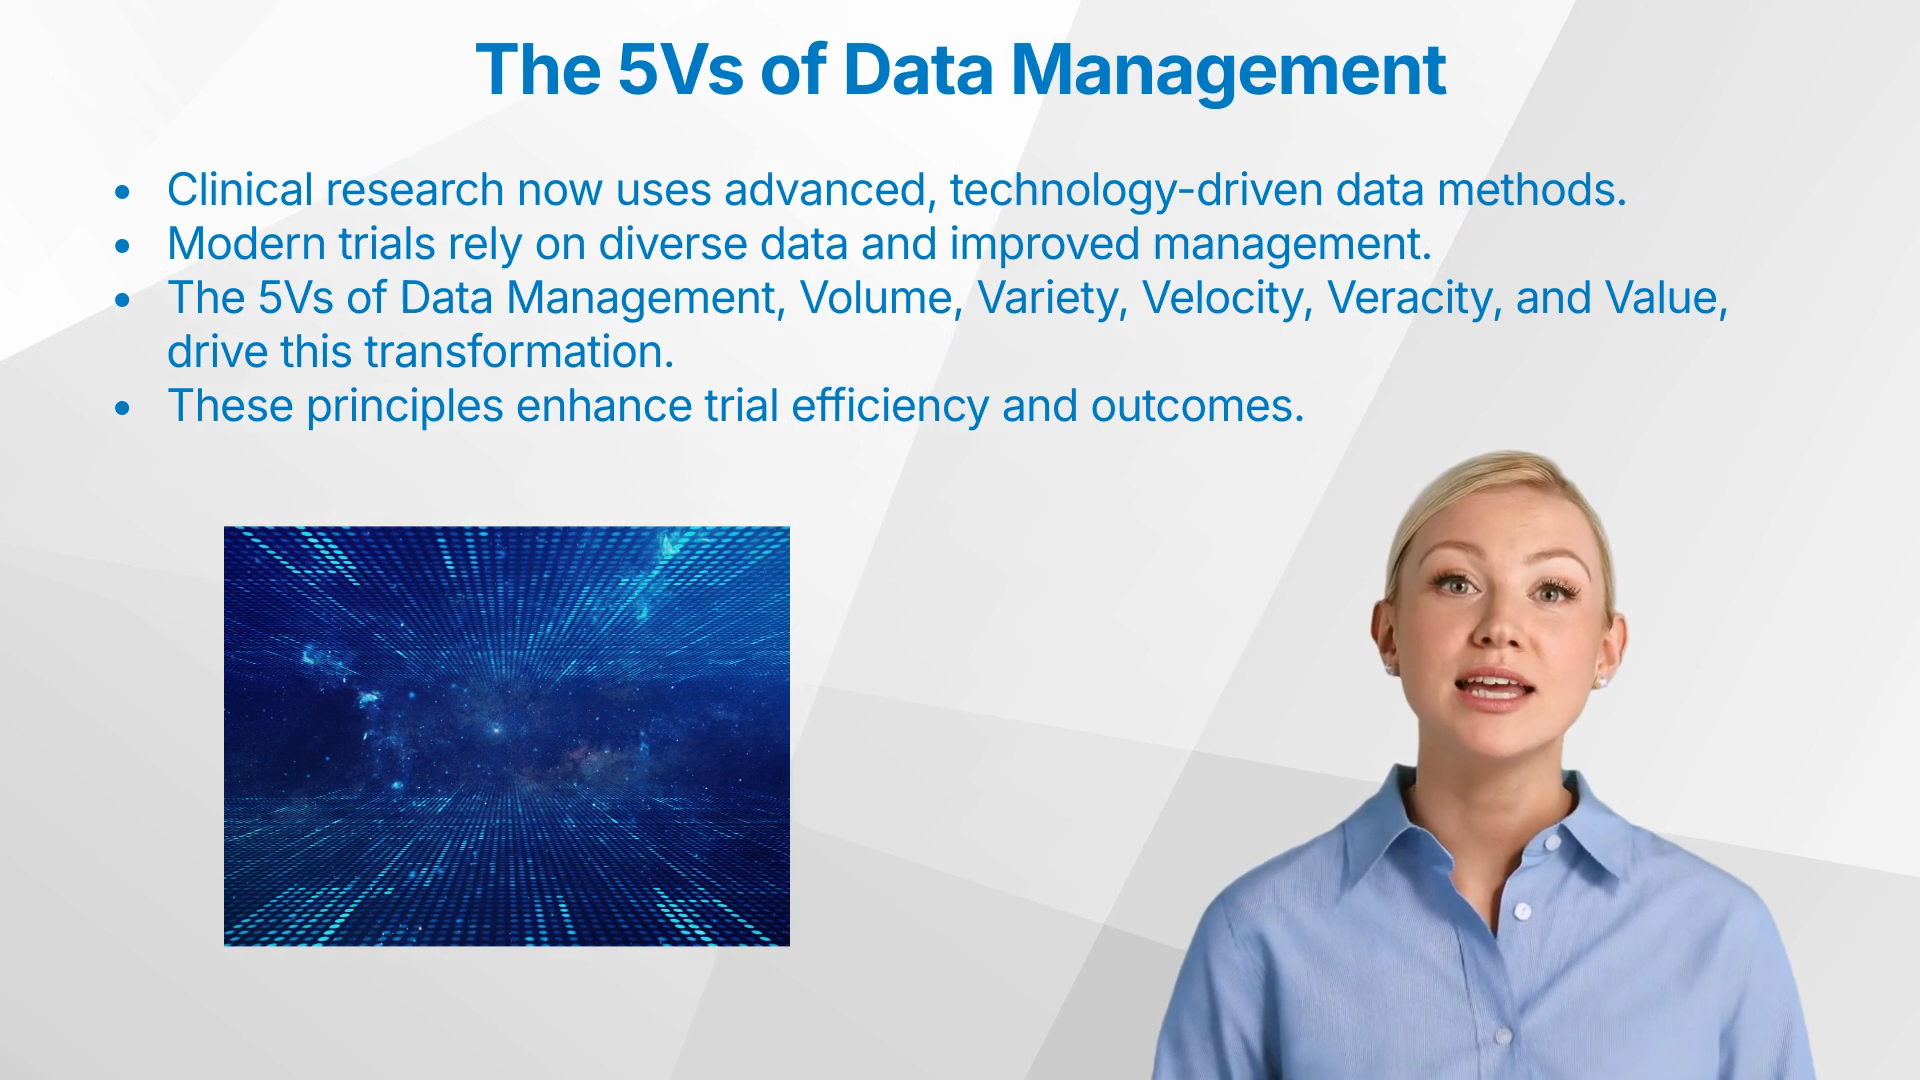 The 5Vs of Data Management
• Clinical research now uses advanced, technology-driven data methods.
• Modern trials rely on diverse data and improved management.
• The 5Vs of Data Management, Volume, Variety, Velocity, Veracity, and Value,
drive this transformation.
• These principles enhance trial efficiency and outcomes.